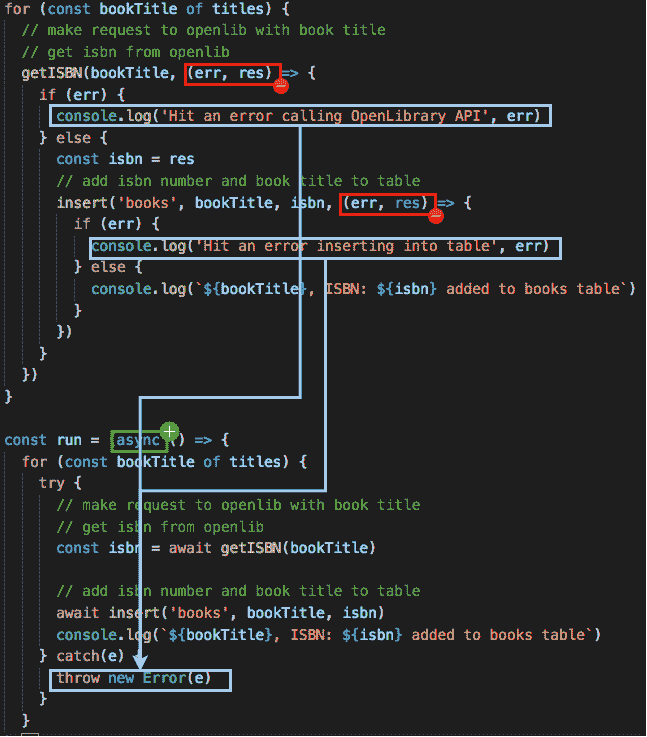 for (const bookTitle of titles) {
// make request to openlib with book title
// get isbn from openlib
getISBN(bookTitle, (err, res) => {
if (err) {
console.log('Hit an error calling OpenLibrary API', err)
} else {
const isbn = res
// add isbn number and book title to table
insert('books', bookTitle, isbn, (err, res) => {
if (err) {
console.log('Hit an error inserting into table', err)
} else {
console.log(`${bookTitle}, ISBN: ${isbn} added to books table`)
}
})
}
})
}
const run = async () => {
for (const bookTitle of titles) {
try {
// make request to openlib with book title
// get isbn from openlib
const isbn = await getISBN(bookTitle)
// add isbn number and book title to table
await insert('books', bookTitle, isbn)
console.log(`${bookTitle}, ISBN: ${isbn} added to books table`)
} catch(e) {
throw new Error(e)
}
}